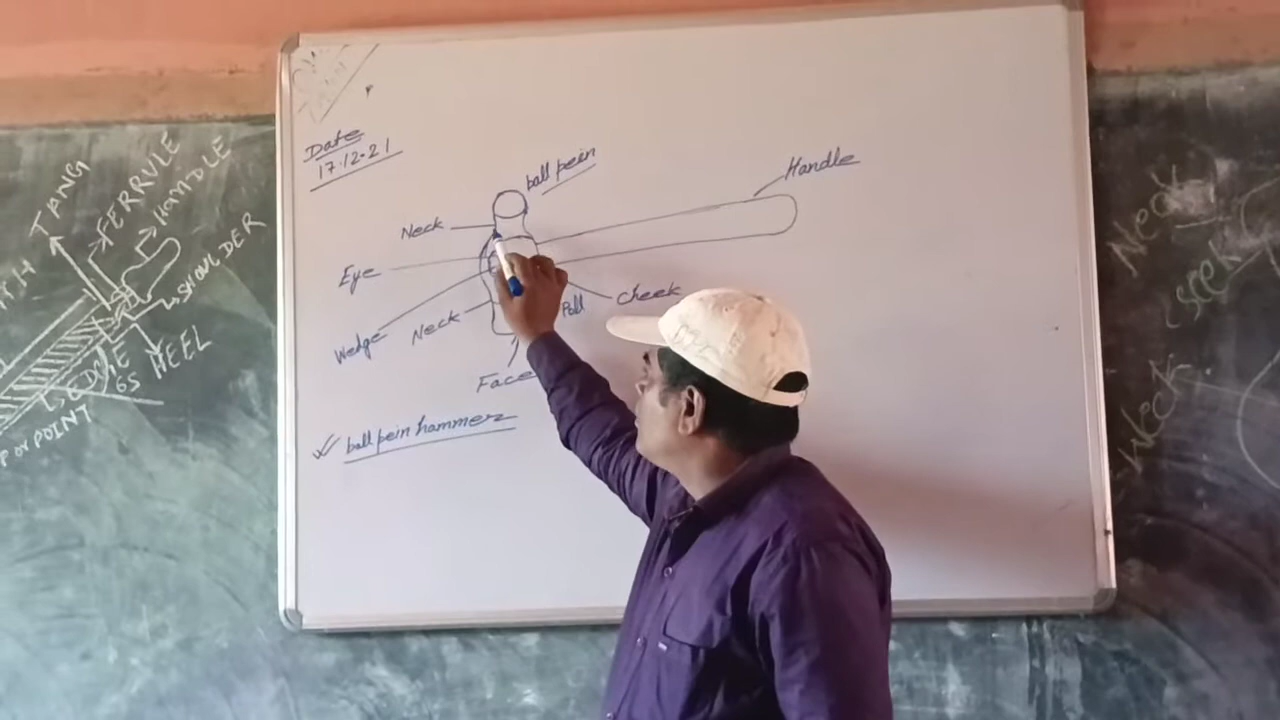 Date
17.12.21
ball pein
Handle
Neck
Eye
Cheek
Poll
Wedge
Neck
Face
ball pein hammer
TANG
FERRULE
HANDLE
SHOULDER
HEEL
EDGE
POINT
Neck
Neck